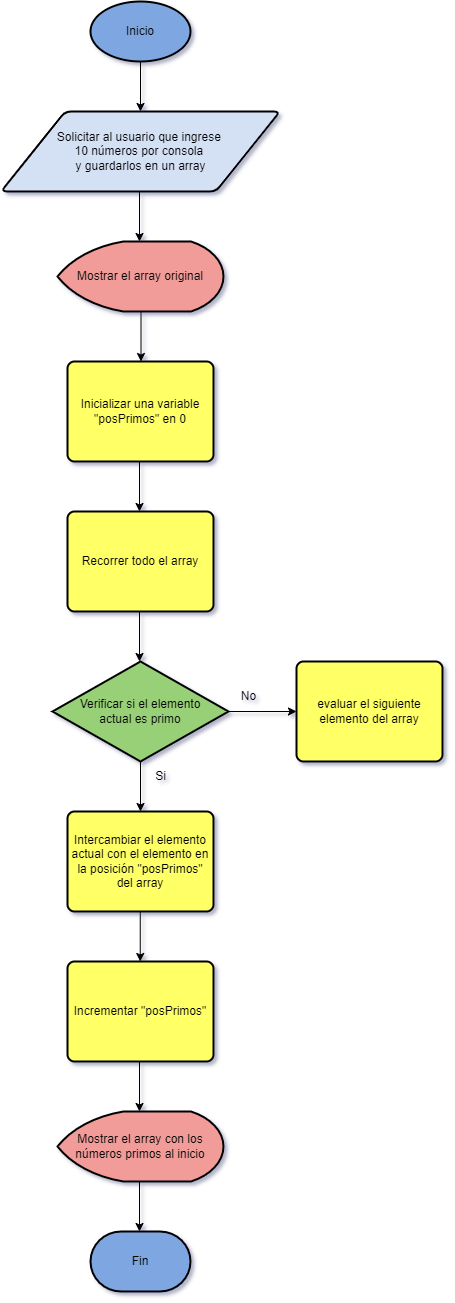 Inicio
Solicitar al usuario que ingrese
10 números por consola
y guardarlos en un array
Mostrar el array original
Inicializar una variable
"posPrimos" en 0
Recorrer todo el array
Verificar si el elemento
actual es primo
No
evaluar el siguiente
elemento del array
Si
Intercambiar el elemento
actual con el elemento en
la posición "posPrimos"
del array
Incrementar "posPrimos"
Mostrar el array con los
números primos al inicio
Fin